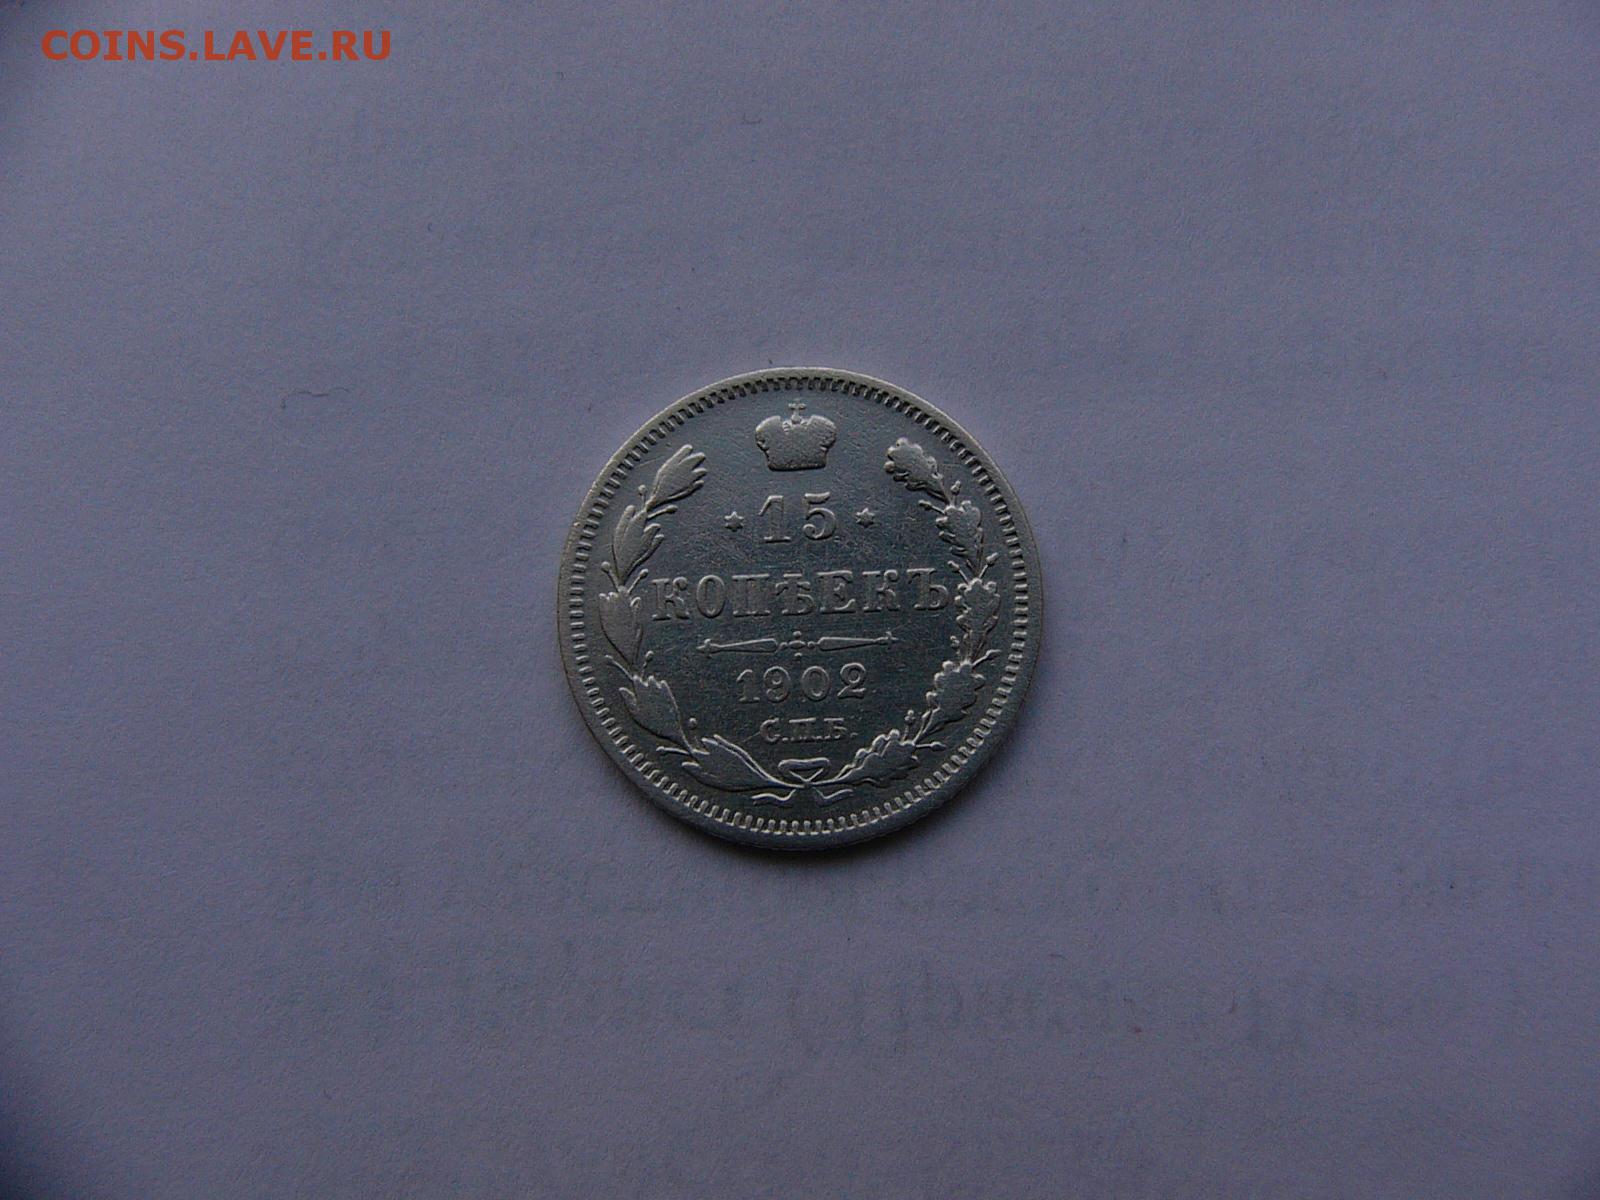 COINS.LAVE.RU
15
КОПѢЕКЪ
1902
С.П.Б.